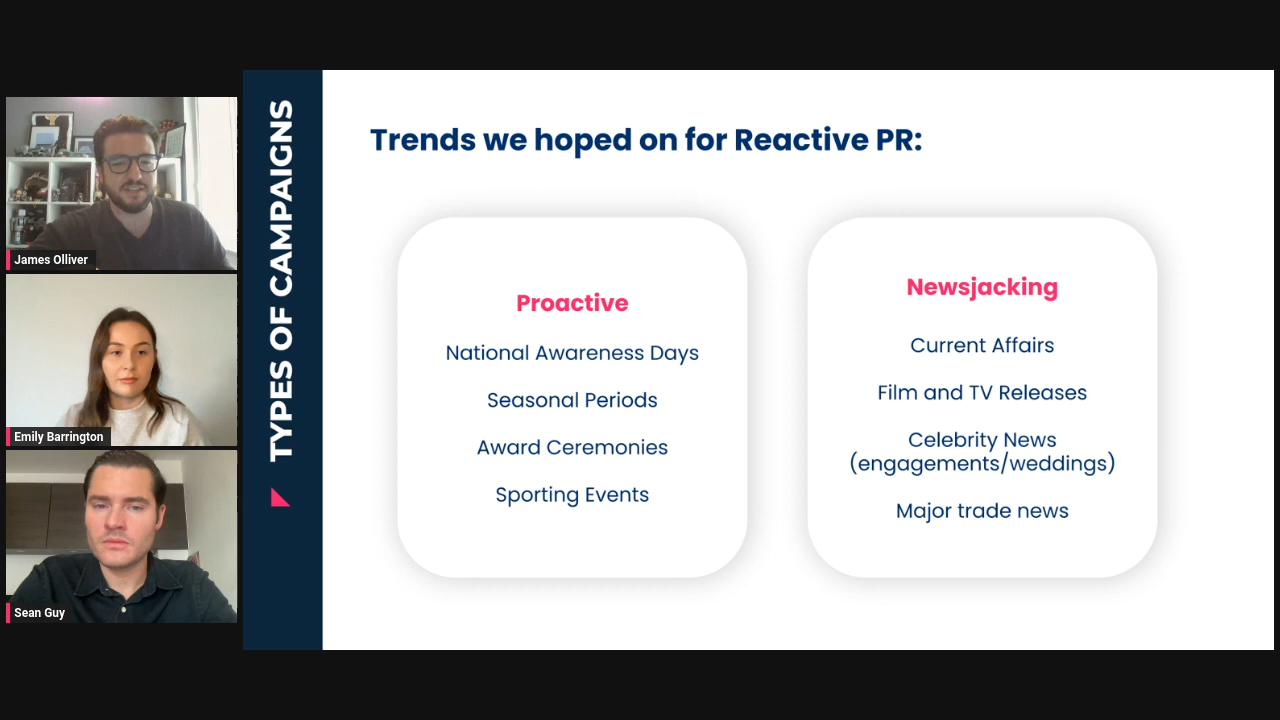 James Olliver
Emily Barrington
Sean Guy
TYPES OF CAMPAIGNS
Trends we hoped on for Reactive PR:
Proactive
National Awareness Days
Seasonal Periods
Award Ceremonies
Sporting Events
Newsjacking
Current Affairs
Film and TV Releases
Celebrity News
(engagements/weddings)
Major trade news